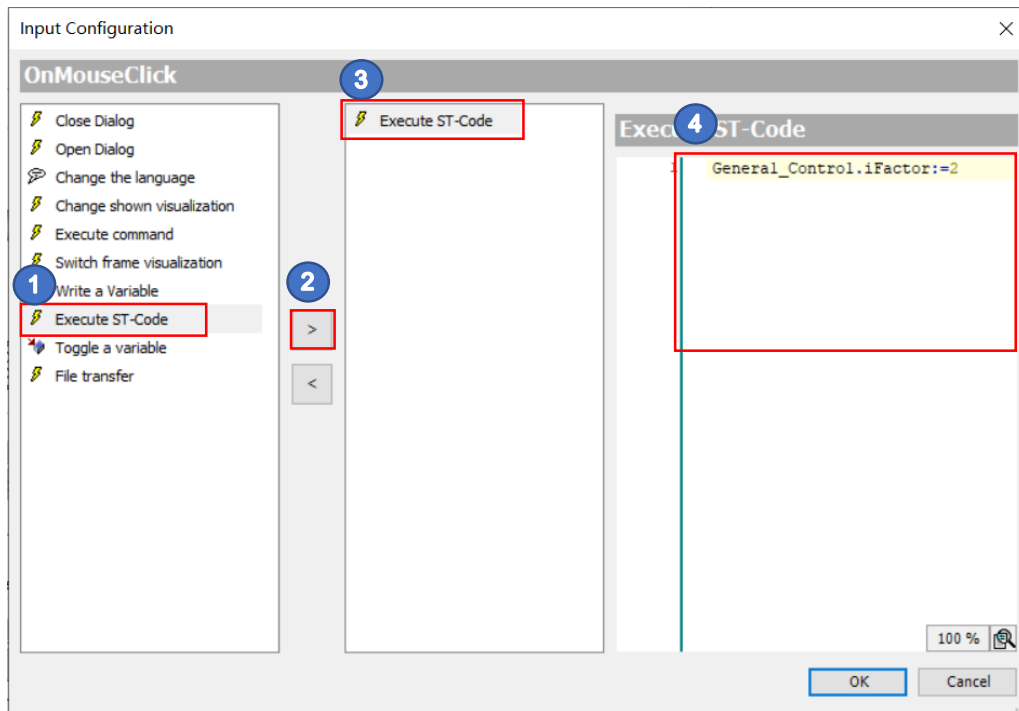 Input Configuration
OnMouseClick
3
Close Dialog
Open Dialog
Change the language
Change shown visualization
Execute command
Switch frame visualization
1
Write a Variable
Execute ST-Code
Toggle a variable
File transfer
2
>
<
Execute ST-Code
Exec 4 ST-Code
1 General_Control.iFactor:=2
100 %
OK
Cancel